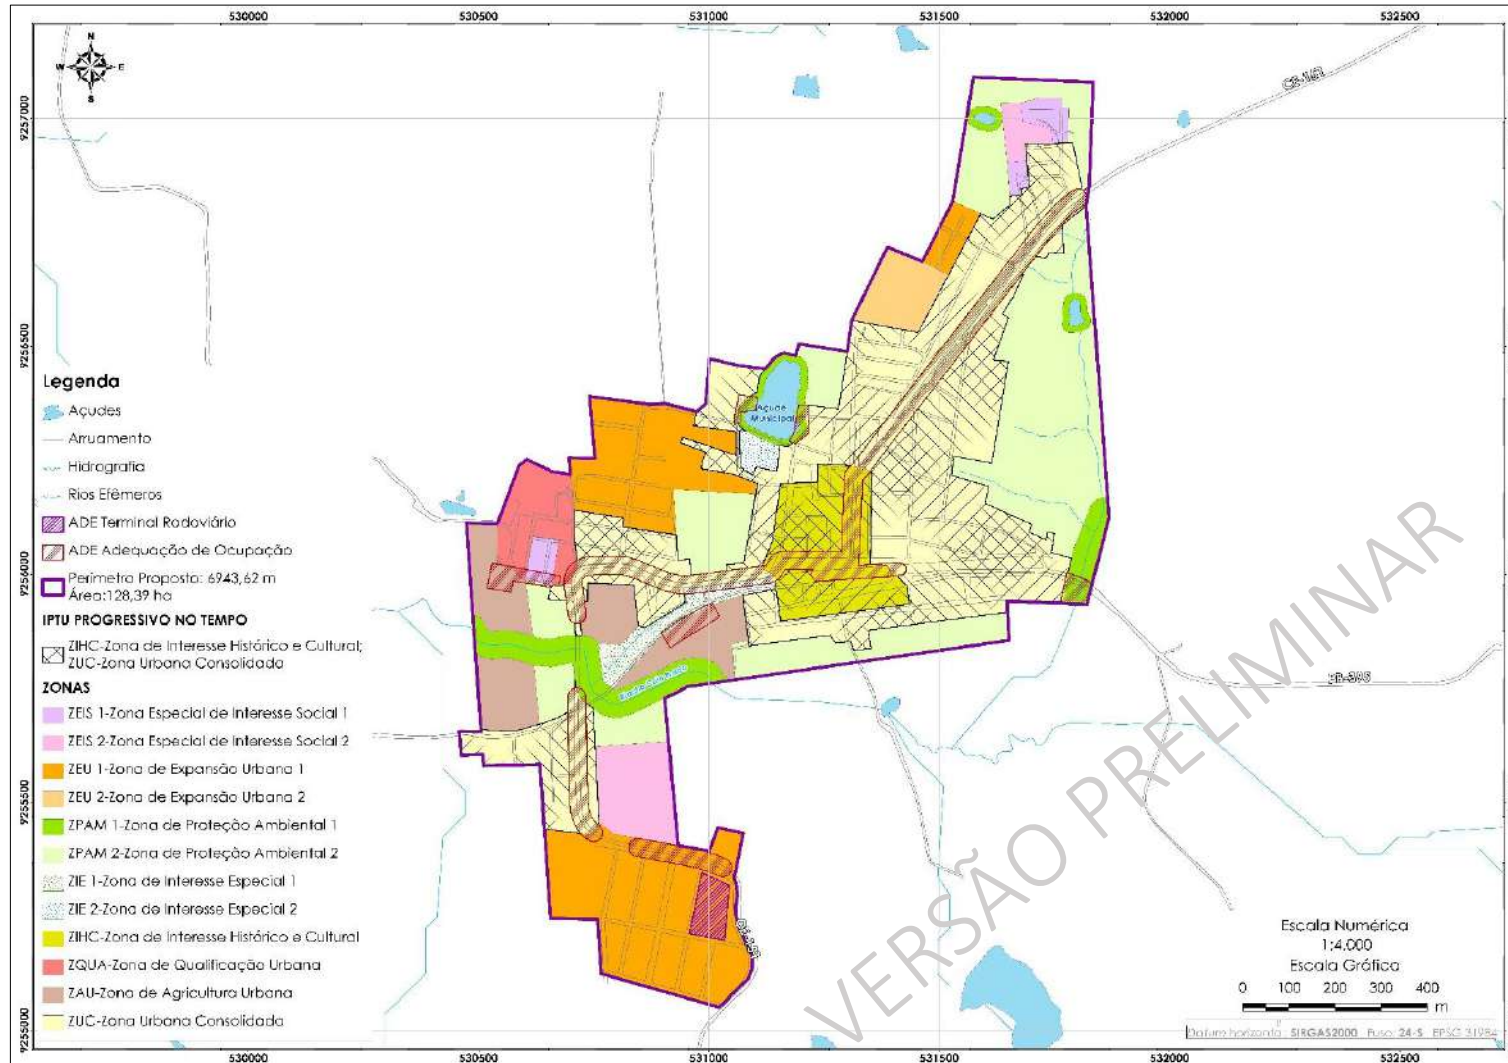 530000 530500 531000 531500 532000 532500
N
W E
S
9257000
9256500
9256000
9255500
9255000
Açude
Municipal
Legenda
Açudes
Arruamento
Hidrografia
Rios Efêmeros
ADE Terminal Rodoviário
ADE Adequação de Ocupação
Perímetro Proposto: 6943,62 m
Área:128,39 ha
IPTU PROGRESSIVO NO TEMPO
ZIHC-Zona de Interesse Histórico e Cultural;
ZUC-Zona Urbana Consolidada
ZONAS
ZEIS 1-Zona Especial de Interesse Social 1
ZEIS 2-Zona Especial de Interesse Social 2
ZEU 1-Zona de Expansão Urbana 1
ZEU 2-Zona de Expansão Urbana 2
ZPAM 1-Zona de Proteção Ambiental 1
ZPAM 2-Zona de Proteção Ambiental 2
ZIE 1-Zona de Interesse Especial 1
ZIE 2-Zona de Interesse Especial 2
ZIHC-Zona de Interesse Histórico e Cultural
ZQUA-Zona de Qualificação Urbana
ZAU-Zona de Agricultura Urbana
ZUC-Zona Urbana Consolidada
VERSÃO PRELIMINAR
Escala Numérica
1:4.000
Escala Gráfica
0 100 200 300 400
m
SIRGAS2000 Fuso: 24-S EPSG 31984
530000 530500 531000 531500 532000 532500